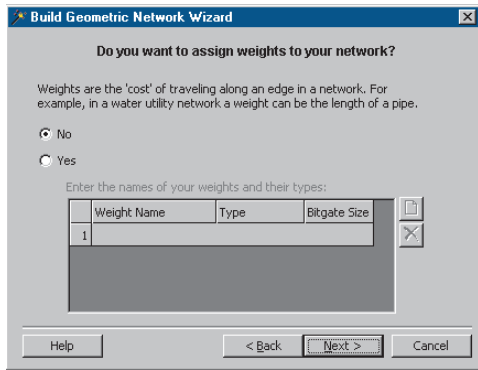 Build Geometric Network Wizard
Do you want to assign weights to your network?
Weights are the 'cost' of traveling along an edge in a network. For
example, in a water utility network a weight can be the length of a pipe.
No
Yes
Enter the names of your weights and their types:
Weight Name Type Bitgate Size
1
Help < Back Next > Cancel